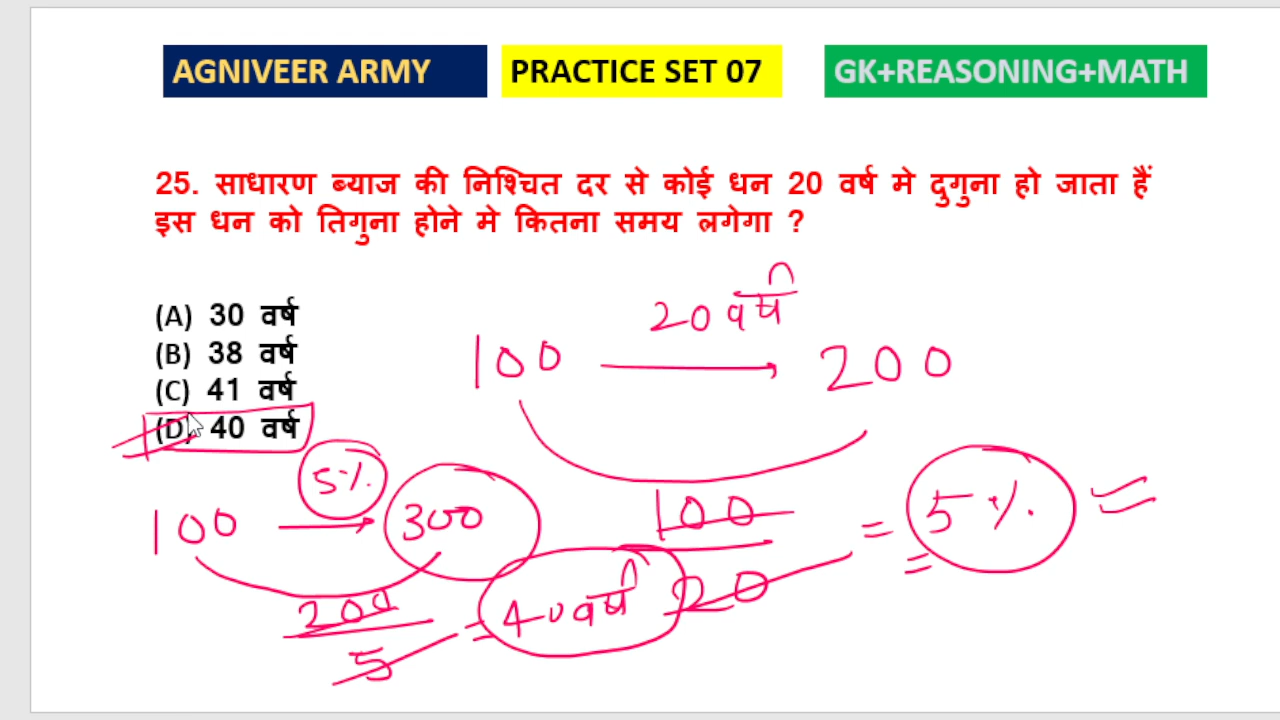 AGNIVEER ARMY PRACTICE SET 07 GK+REASONING+MATH
25. साधारण ब्याज की निश्चित दर से कोई धन 20 वर्ष मे दुगुना हो जाता हैं
इस धन को तिगुना होने मे कितना समय लगेगा ?
(A) 30 वर्ष
(B) 38 वर्ष
(C) 41 वर्ष
(D) 40 वर्ष
20 वर्ष
100 200
100
20
= 5%
5%
100 300
200
5
= 40 वर्ष